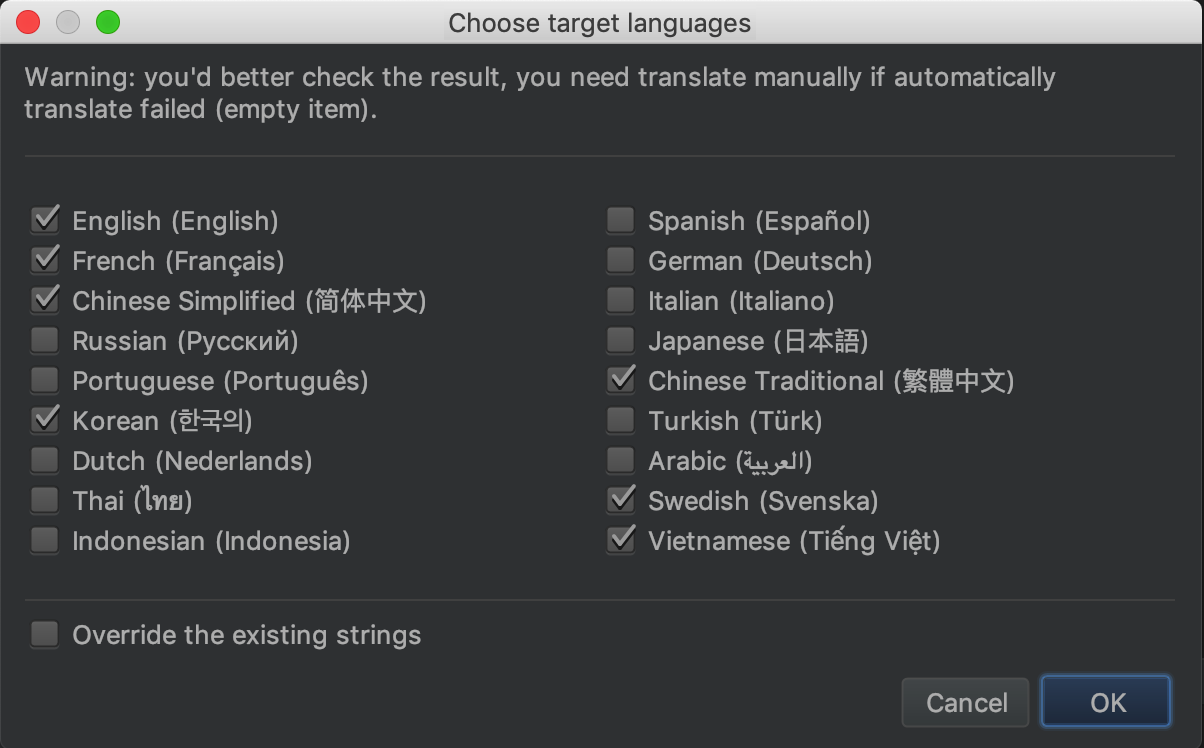 Choose target languages
Warning: you'd better check the result, you need translate manually if automatically
translate failed (empty item).
English (English)
French (Français)
Chinese Simplified (简体中文)
Russian (Русский)
Portuguese (Português)
Korean (한국의)
Dutch (Nederlands)
Thai (ไทย)
Indonesian (Indonesia)
Spanish (Español)
German (Deutsch)
Italian (Italiano)
Japanese (日本語)
Chinese Traditional (繁體中文)
Turkish (Türk)
Arabic (العربية)
Swedish (Svenska)
Vietnamese (Tiếng Việt)
Override the existing strings
Cancel
OK